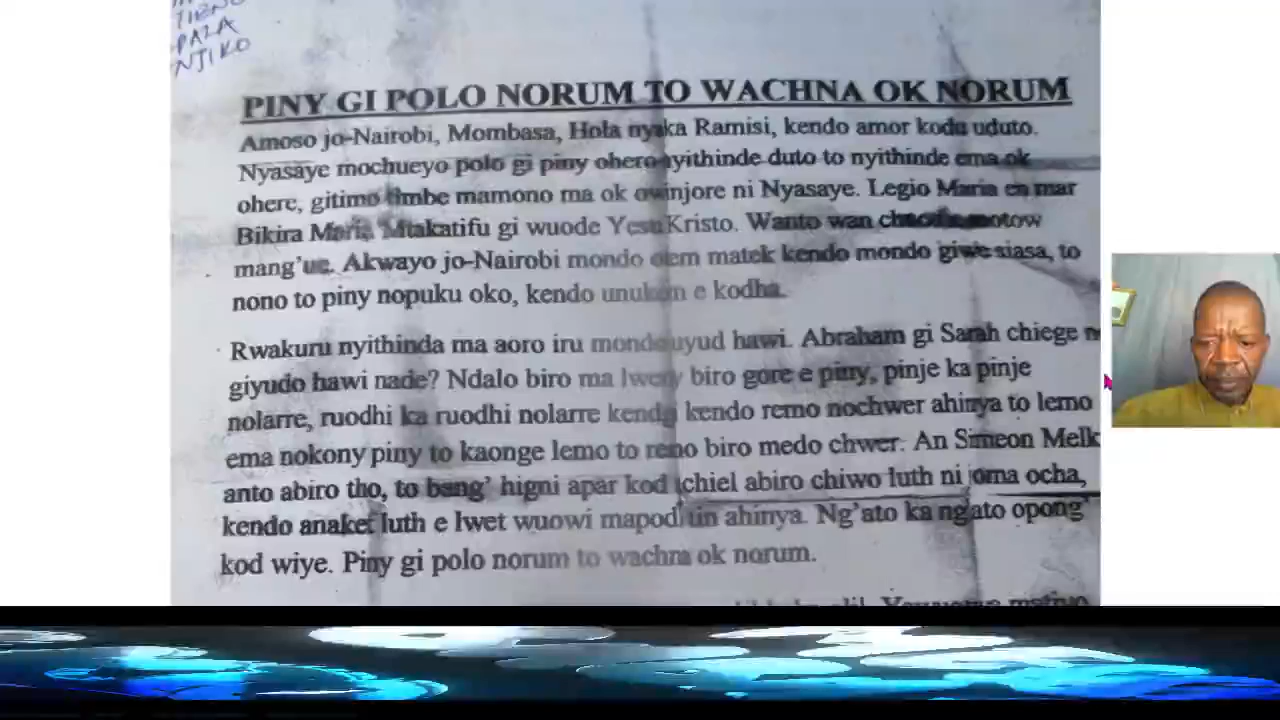 TIENO
PALA
NJIKO
PINY GI POLO NORUM TO WACHNA OK NORUM
Amoso jo-Nairobi, Mombasa, Hola nyaka Ramisi, kendo amor kodu uduto.
Nyasaye mochueyo polo gi piny ohero nyithinde duto to nyithinde ema ok
ohere, gitimo timbe mamono ma ok owinjore ni Nyasaye. Legio Maria en mar
Bikira Maria Mtakatifu gi wuode Yesu Kristo. Wanto wan
mang'ue. Akwayo jo-Nairobi mondo olem matek kendo mondo giwe siasa, to
nono to piny nopuku oko, kendo e kodha.
Rwakuru nyithinda ma aoro iru mondo uyud hawi. Abraham gi Sarah chiege
giyudo hawi nade? Ndalo biro ma lweny biro gore e piny, pinje ka pinje
nolarre, ruodhi ka ruodhi nolarre kendo kendo remo nochwer ahinya to lemo
ema nokony piny to kaonge lemo to remo biro medo chwer. An Simeon Melk
anto abiro tho, to bang' higni apar kod ichiel abiro chiwo luth ni joma ocha,
kendo anaket luth e lwet wuowi mapod tin ahinya. Ng'ato ka ng'ato opong'
kod wiye. Piny gi polo norum to wachna ok norum.